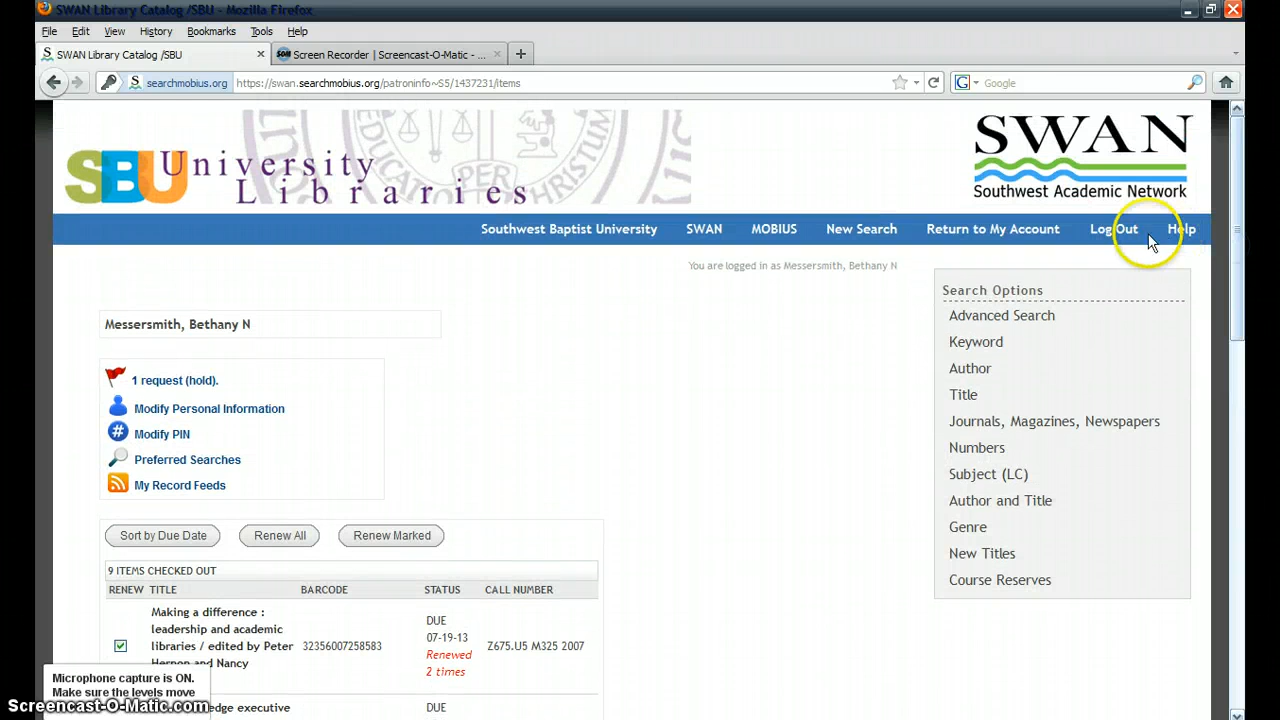 SWAN Library Catalog /SBU - Mozilla Firefox
File Edit View History Bookmarks Tools Help
SWAN Library Catalog /SBU × Screen Recorder | Screencast-O-Matic - ... × +
searchmobius.org https://swan.searchmobius.org/patroninfo~S5/1437231/items Google
SBU University Libraries
PER CHRISTUM
SWAN
Southwest Academic Network
Southwest Baptist University SWAN MOBIUS New Search Return to My Account Log Out Help
You are logged in as Messersmith, Bethany N
Search Options
Advanced Search
Keyword
Author
Title
Journals, Magazines, Newspapers
Numbers
Subject (LC)
Author and Title
Genre
New Titles
Course Reserves
Messersmith, Bethany N
1 request (hold).
Modify Personal Information
# Modify PIN
Preferred Searches
My Record Feeds
Sort by Due Date Renew All Renew Marked
9 ITEMS CHECKED OUT
RENEW TITLE BARCODE STATUS CALL NUMBER
Making a difference :
leadership and academic
libraries / edited by Peter
Hernon and Nancy
32356007258583
DUE
07-19-13
Renewed
2 times
Z675.U5 M325 2007
edge executive DUE
Microphone capture is ON.
Make sure the levels move
Screencast-O-Matic.com